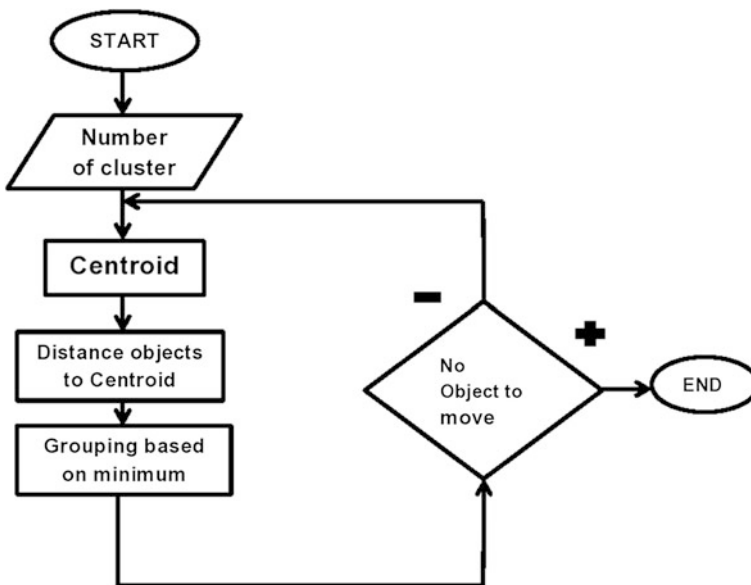 START
Number
of cluster
Centroid
Distance objects
to Centroid
Grouping based
on minimum
No
Object to
move
END